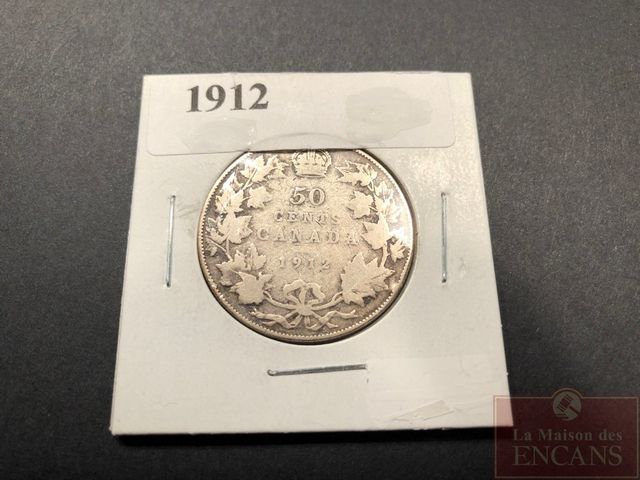 1912
50
CENTS
CANADA
1912
La Maison des
ENCANS